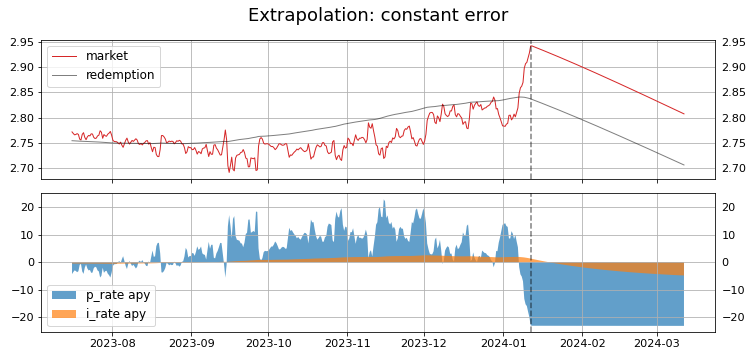 Extrapolation: constant error
2.95 2.95
2.90 2.90
2.85 2.85
2.80 2.80
2.75 2.75
2.70 2.70
market
redemption
20 20
10 10
0 0
−10 −10
−20 −20
p_rate apy
i_rate apy
2023-08 2023-09 2023-10 2023-11 2023-12 2024-01 2024-02 2024-03